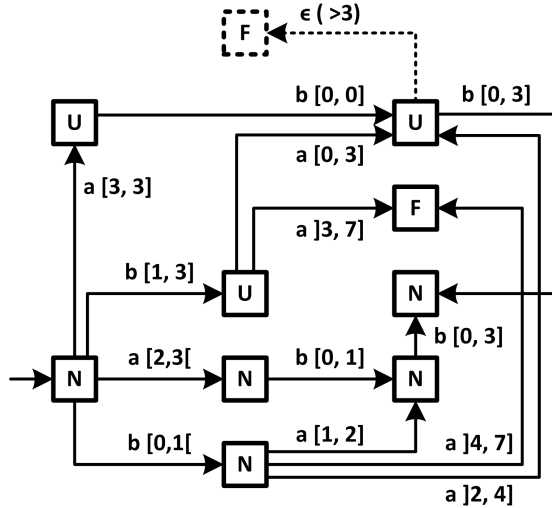 ϵ ( >3)
F
b [0, 0]
b [0, 3]
U
U
a [0, 3]
a [3, 3]
F
a ]3, 7]
b [1, 3]
U
N
b [0, 3]
a [2,3[
b [0, 1]
N
N
N
b [0,1[
a [1, 2]
a ]4, 7]
N
a ]2, 4]